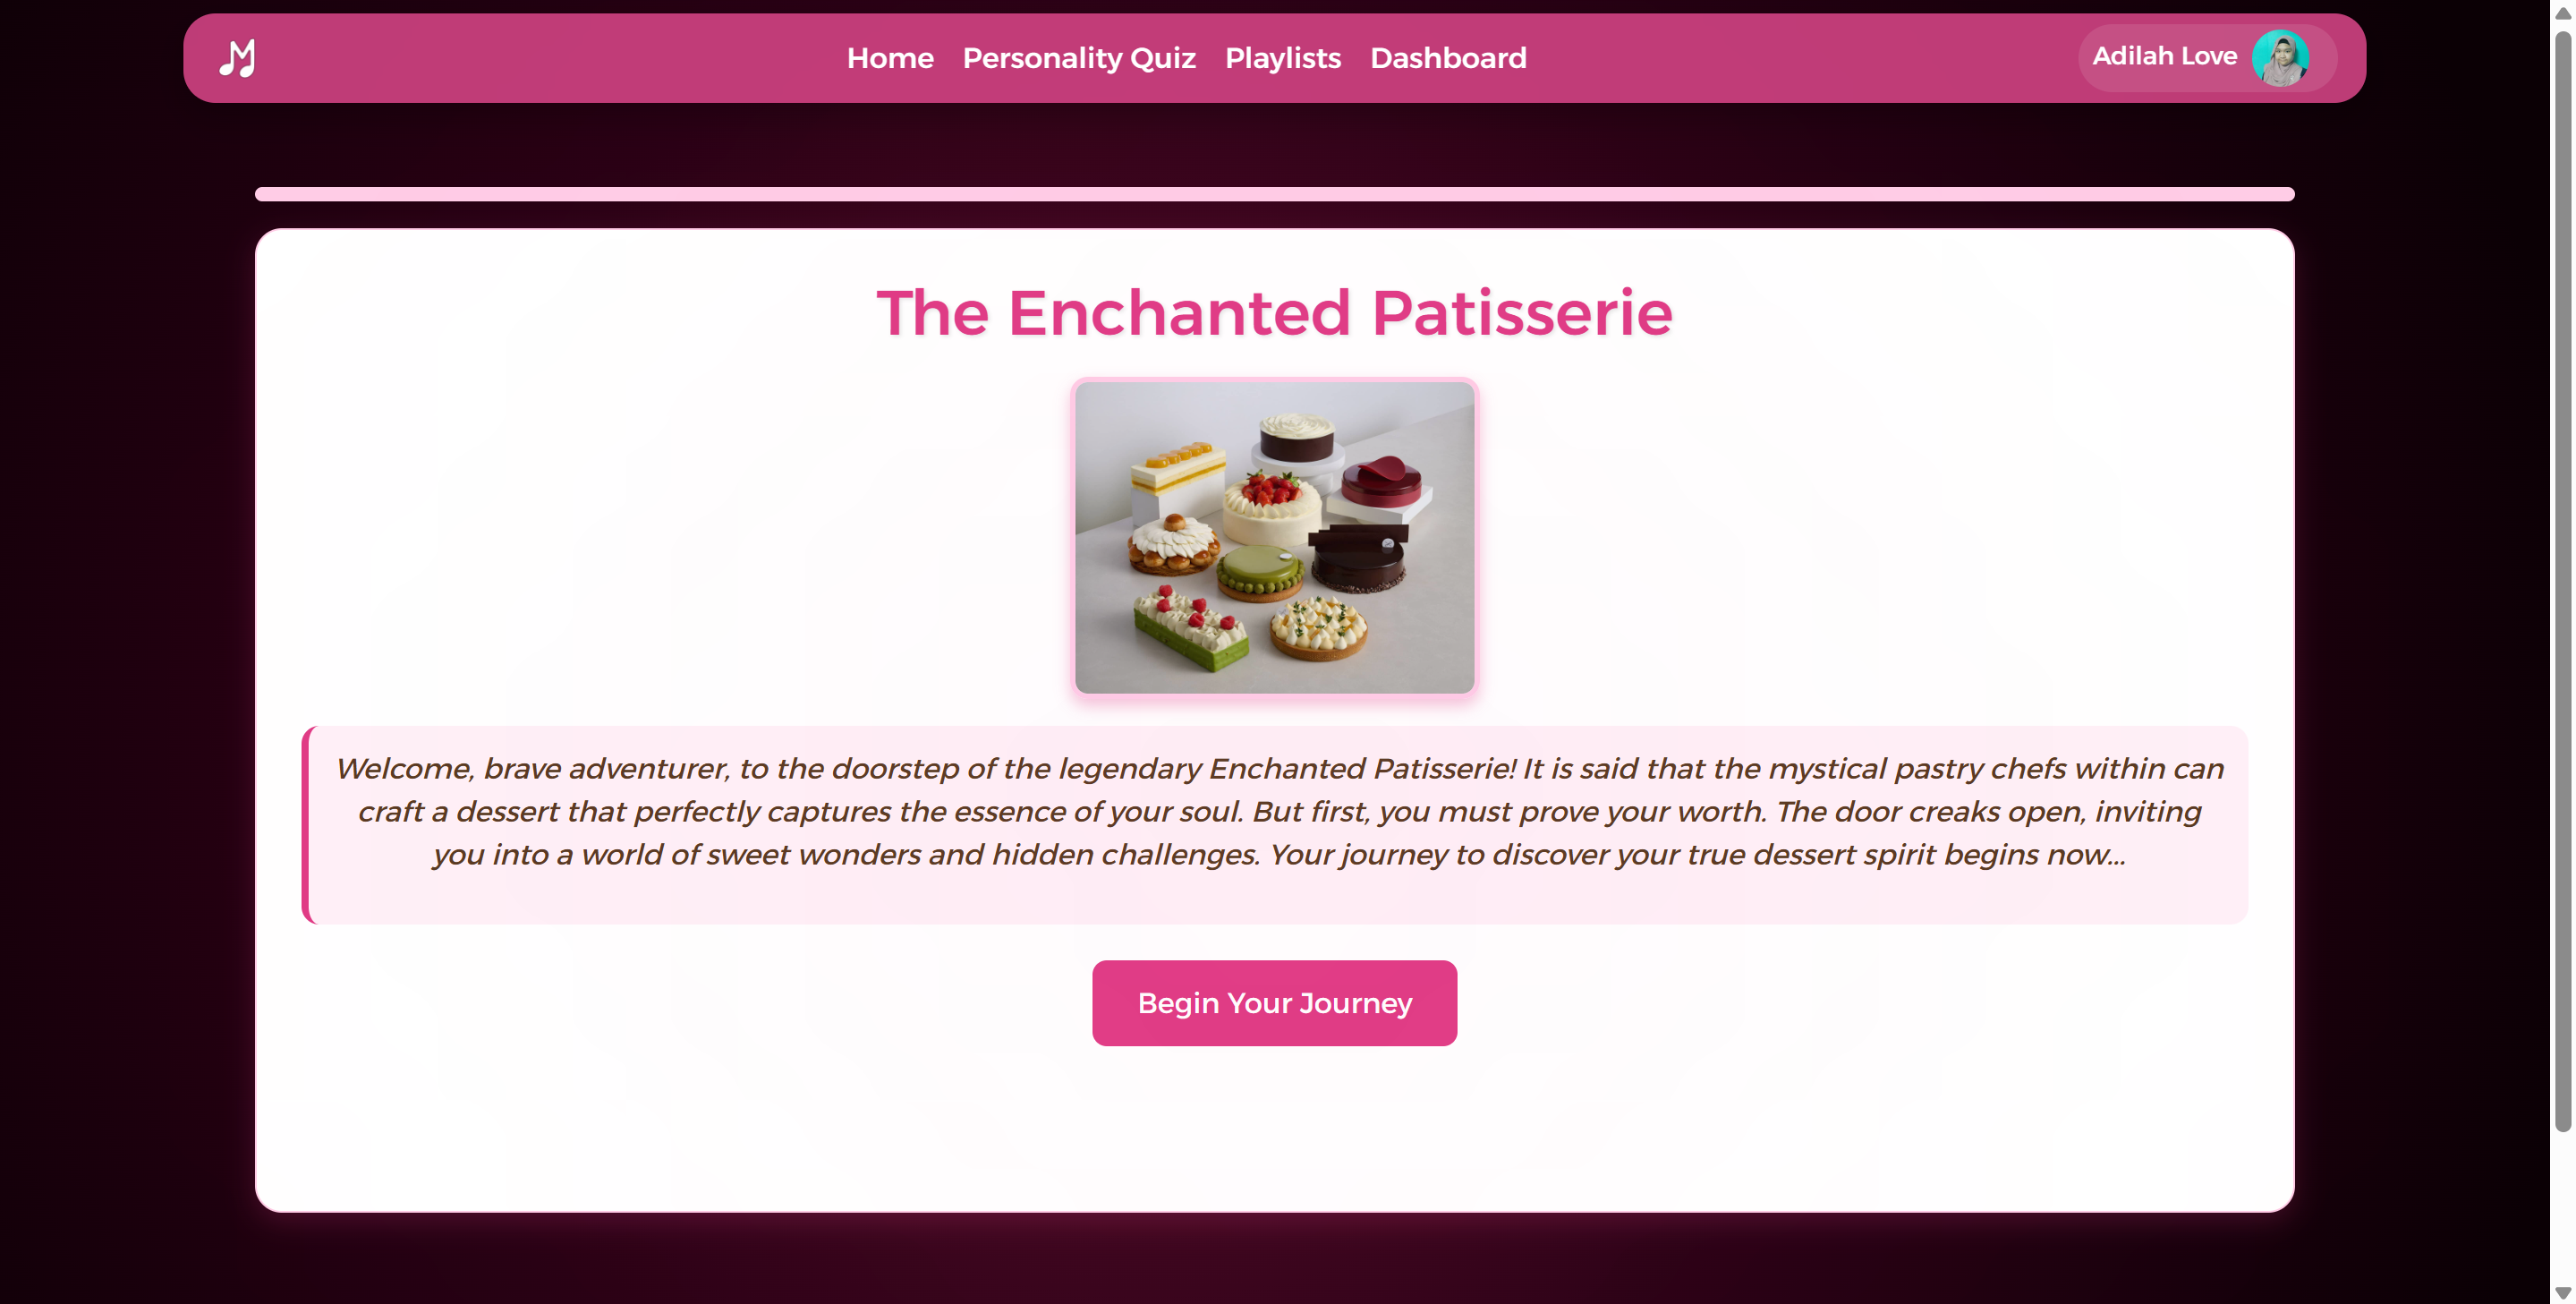 Home Personality Quiz Playlists Dashboard Adilah Love
The Enchanted Patisserie
Welcome, brave adventurer, to the doorstep of the legendary Enchanted Patisserie! It is said that the mystical pastry chefs within can
craft a dessert that perfectly captures the essence of your soul. But first, you must prove your worth. The door creaks open, inviting
you into a world of sweet wonders and hidden challenges. Your journey to discover your true dessert spirit begins now...
Begin Your Journey